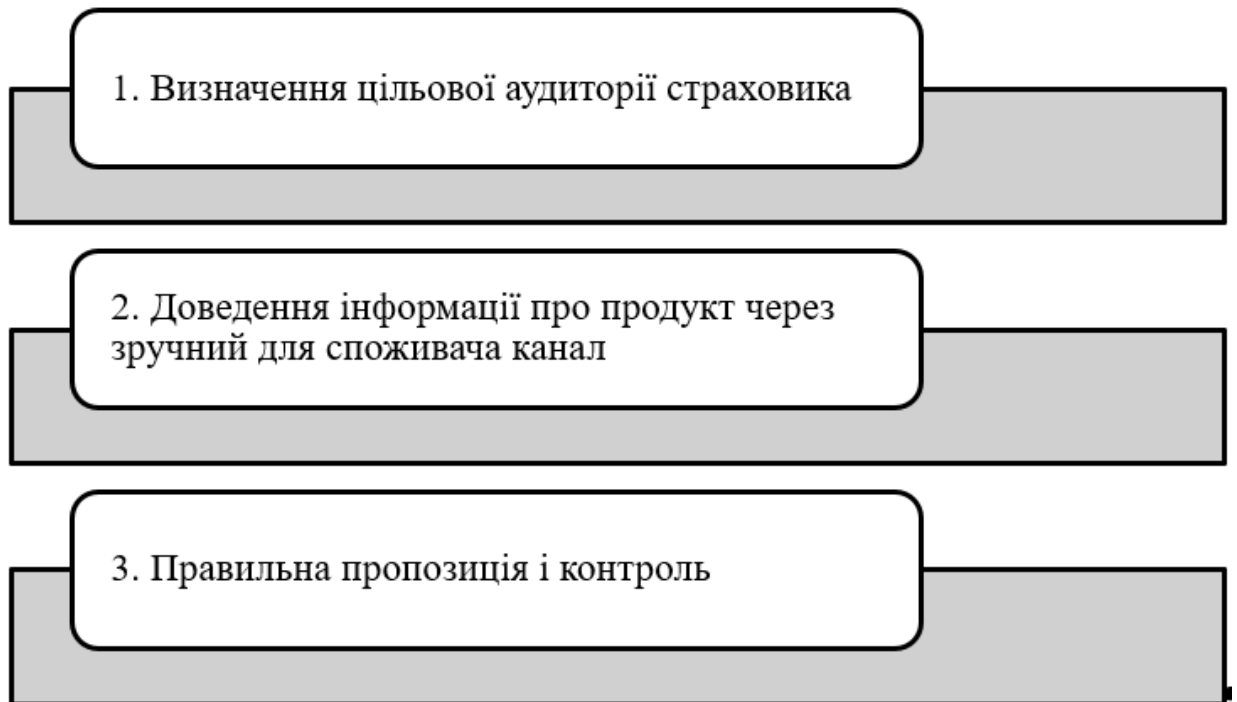 1. Визначення цільової аудиторії страховика
2. Доведення інформації про продукт через
зручний для споживача канал
3. Правильна пропозиція і контроль